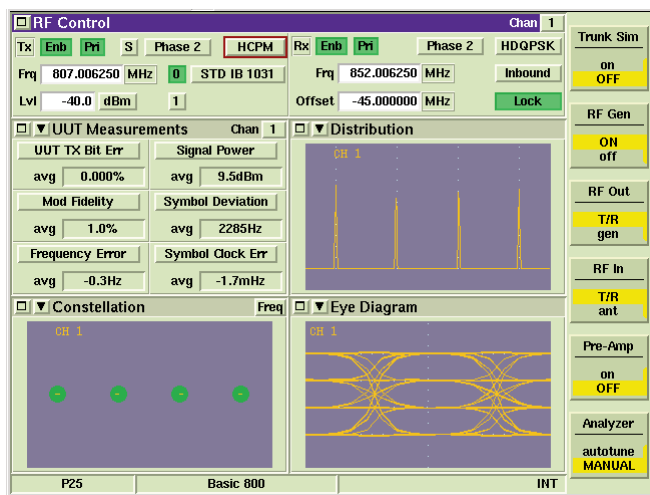 RF Control Chan 1
Tx Enb Pri S Phase 2 HCPM Rx Enb Pri Phase 2 HDQPSK
Frq 807.006250 MHz 0 STD IB 1031 Frq 852.006250 MHz Inbound
Lvl -40.0 dBm 1 Offset -45.000000 MHz Lock
UUT Measurements Chan 1
UUT TX Bit Err Signal Power
avg 0.000% avg 9.5dBm
Mod Fidelity Symbol Deviation
avg 1.0% avg 2285Hz
Frequency Error Symbol Clock Err
avg -0.3Hz avg -1.7mHz
Distribution
CH 1
Constellation Freq
CH 1
Eye Diagram
CH 1
P25 Basic 800 INT
Trunk Sim
on
OFF
RF Gen
ON
off
RF Out
T/R
gen
RF In
T/R
ant
Pre-Amp
on
OFF
Analyzer
autotune
MANUAL